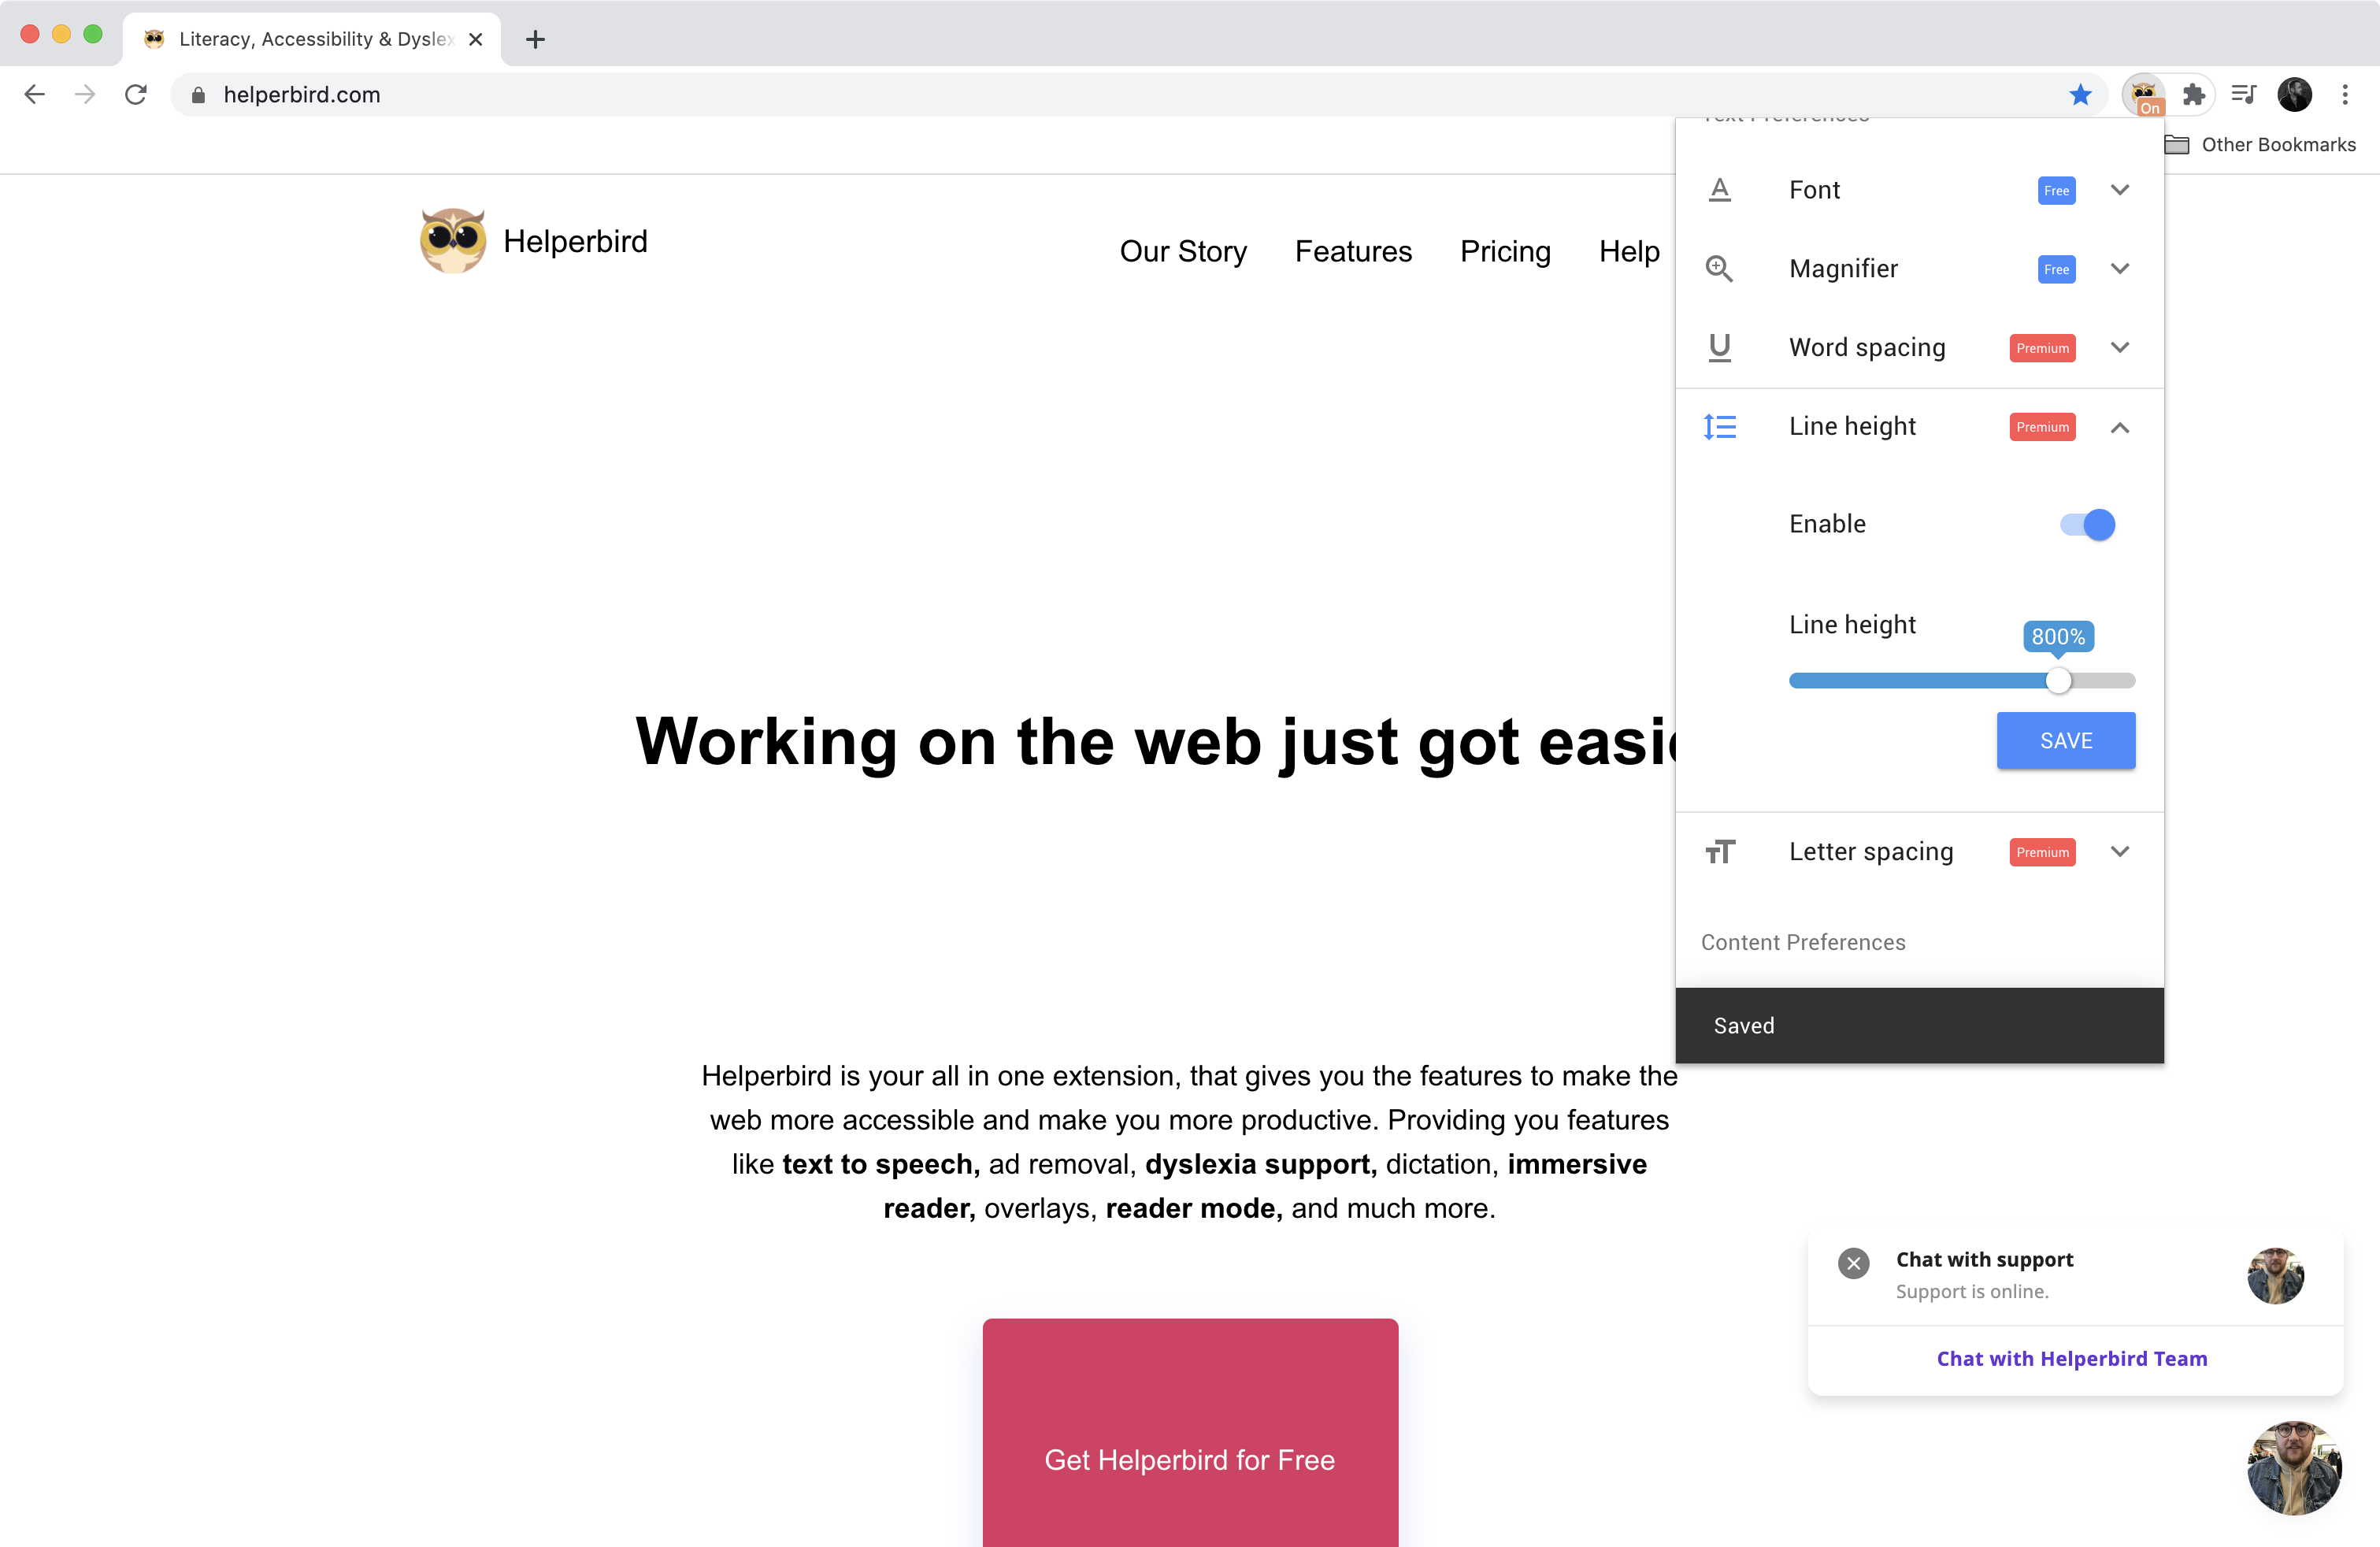 Literacy, Accessibility & Dyslex
helperbird.com
On
Other Bookmarks
Helperbird
Our Story
Features
Pricing
Help
Text Preferences
Font
Free
Magnifier
Free
Word spacing
Premium
Line height
Premium
Enable
Line height
800%
SAVE
Letter spacing
Premium
Content Preferences
Saved
Working on the web just got easie
Helperbird is your all in one extension, that gives you the features to make the
web more accessible and make you more productive. Providing you features
like text to speech, ad removal, dyslexia support, dictation, immersive
reader, overlays, reader mode, and much more.
Get Helperbird for Free
Chat with support
Support is online.
Chat with Helperbird Team